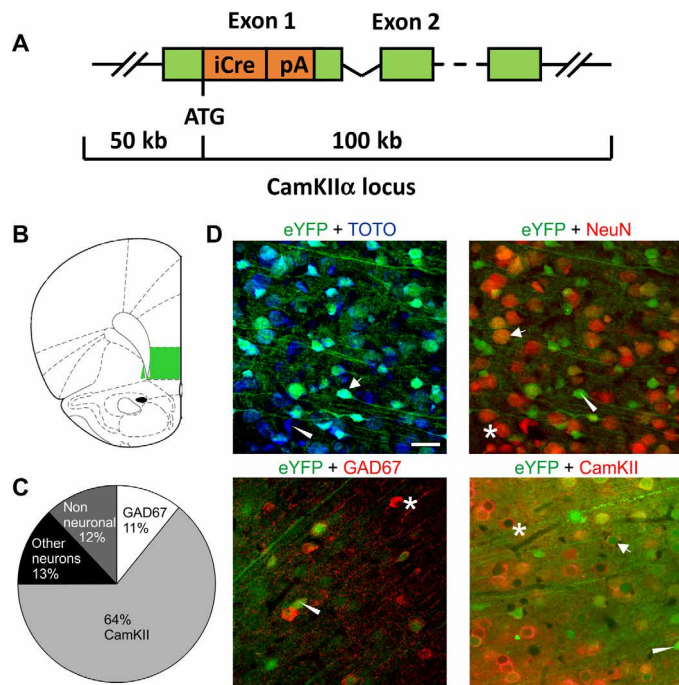 A
Exon 1
Exon 2
iCre
pA
ATG
50 kb
100 kb
CamKIIα locus
B
D
eYFP + TOTO
eYFP + NeuN
*
C
Non
neuronal
12%
GAD67
11%
Other
neurons
13%
64%
CamKII
eYFP + GAD67
*
eYFP + CamKII
*